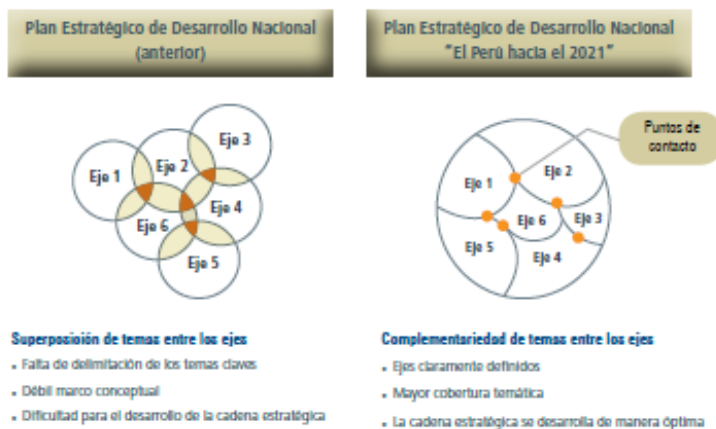 Plan Estratégico de Desarrollo Nacional
(anterior)
Plan Estratégico de Desarrollo Nacional
"El Perú hacia el 2021"
Eje 1
Eje 2
Eje 3
Eje 4
Eje 6
Eje 5
Puntos de
contacto
Eje 1
Eje 2
Eje 6
Eje 3
Eje 5
Eje 4
Superposición de temas entre los ejes
• Falta de delimitación de los temas claves
• Débil marco conceptual
• Dificultad para el desarrollo de la cadena estratégica
Complementariedad de temas entre los ejes
• Ejes claramente definidos
• Mayor cobertura temática
• La cadena estratégica se desarrolla de manera óptima